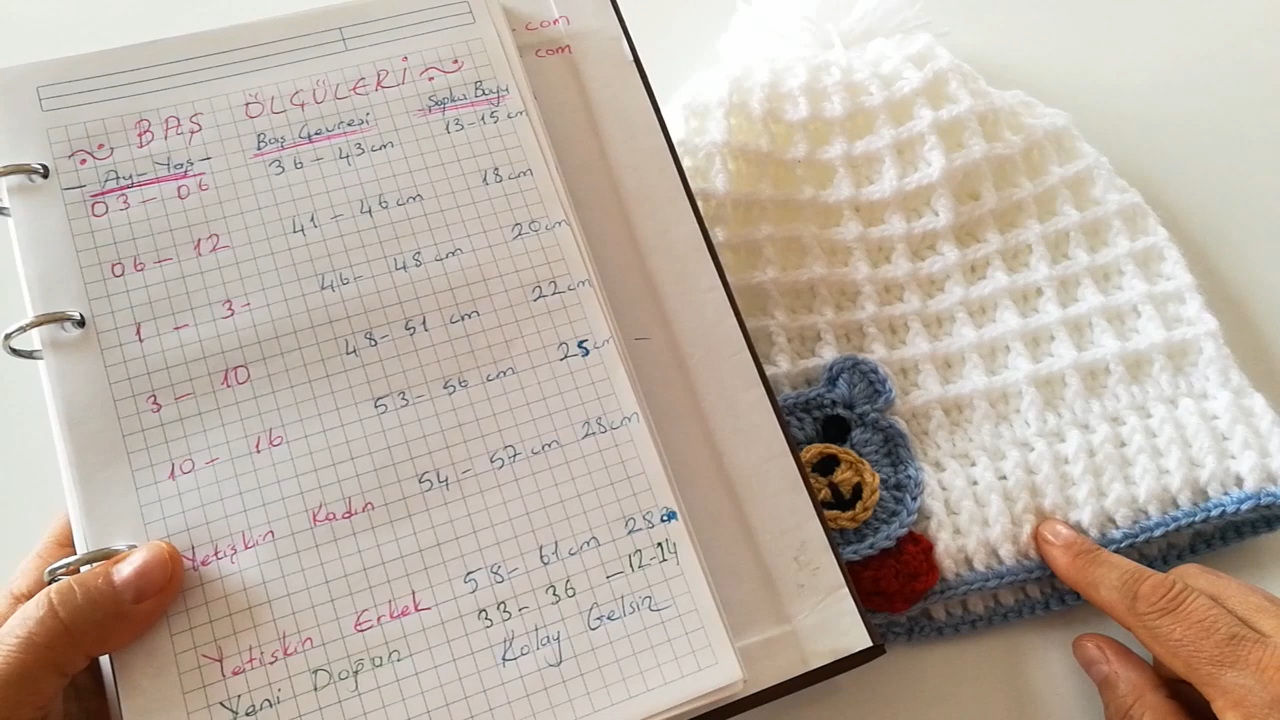 . com
com
~ BAŞ ÖLÇÜLERİ ~
- Ay - Yaş - Baş Çevresi Şapka Boyu
03 - 06 36 - 43 cm 13-15 cm
06 - 12 41 - 46 cm 18 cm
1 - 3 - 46 - 48 cm 20 cm
3 - 10 48 - 51 cm 22 cm
10 - 16 53 - 56 cm 25 cm
Yetişkin Kadın 54 - 57 cm 28 cm
Yetişkin Erkek 58 - 61 cm 28
Yeni Doğan 33 - 36 - 12-14
Kolay Gelsiz